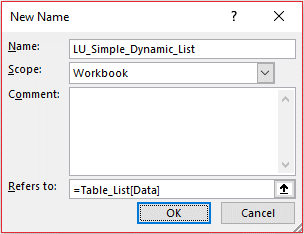 New Name ? ×
Name: LU_Simple_Dynamic_List
Scope: Workbook
Comment:
Refers to: =Table_List[Data]
OK Cancel